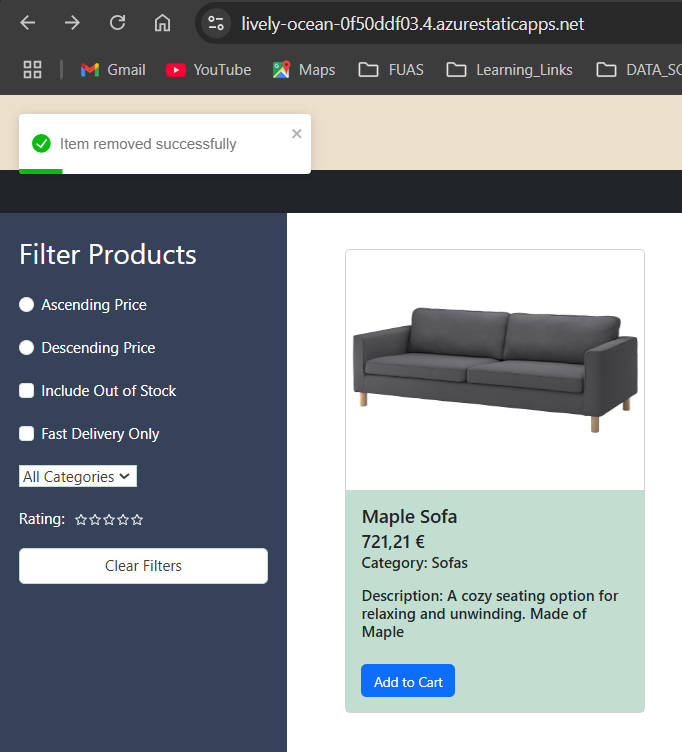 lively-ocean-0f50ddf03.4.azurestaticapps.net
Gmail YouTube Maps FUAS Learning_Links
Item removed successfully
Filter Products
Ascending Price
Descending Price
Include Out of Stock
Fast Delivery Only
All Categories
Rating:
Clear Filters
Maple Sofa
721,21 €
Category: Sofas
Description: A cozy seating option for
relaxing and unwinding. Made of
Maple
Add to Cart